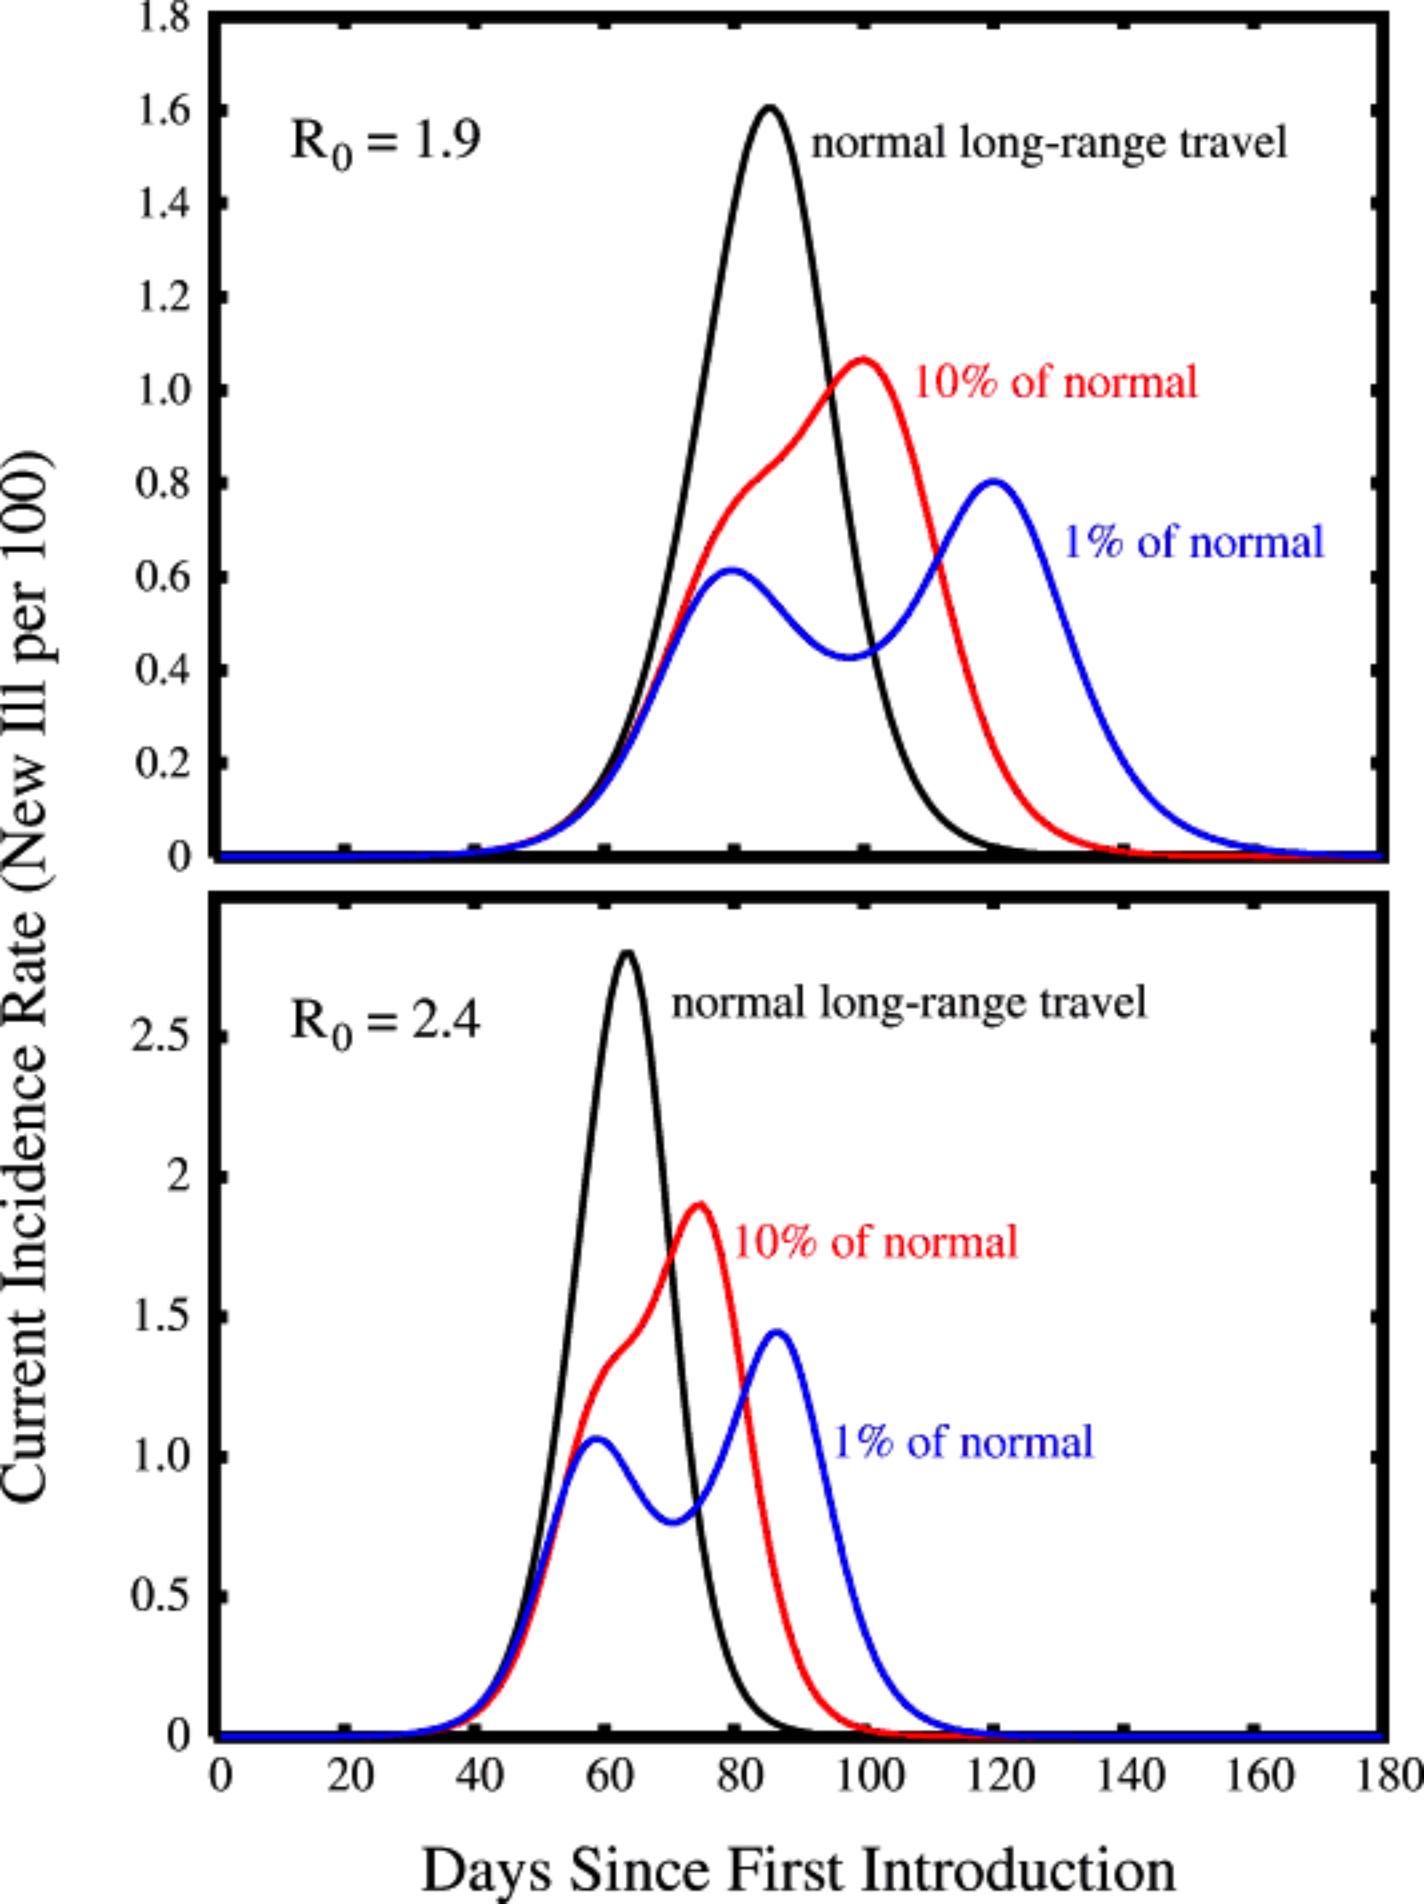 Current Incidence Rate (New Ill per 100)
1.8
1.6
1.4
1.2
1.0
0.8
0.6
0.4
0.2
0
R0 = 1.9
normal long-range travel
10% of normal
1% of normal
2.5
2
1.5
1.0
0.5
0
R0 = 2.4
normal long-range travel
10% of normal
1% of normal
0 20 40 60 80 100 120 140 160 180
Days Since First Introduction